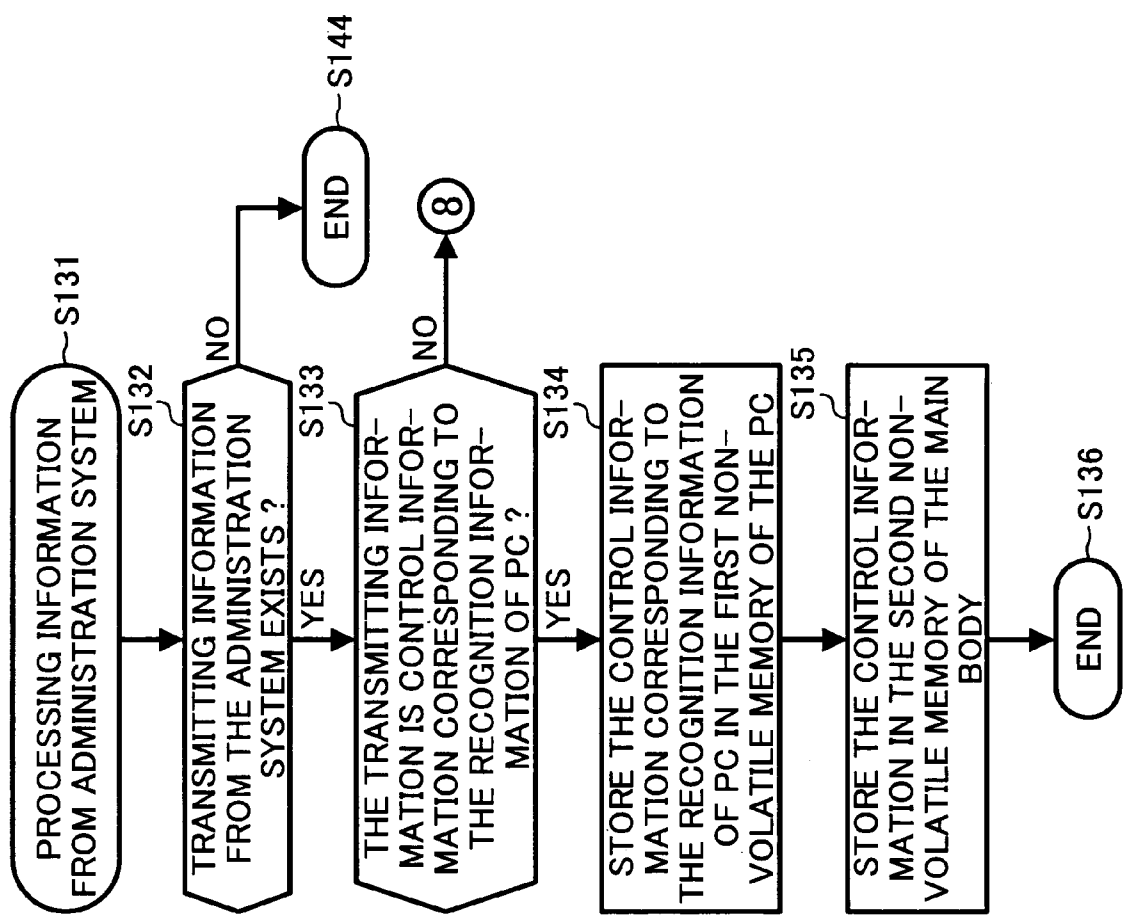 PROCESSING INFORMATION
FROM ADMINISTRATION SYSTEM
S131
S132
TRANSMITTING INFORMATION
FROM THE ADMINISTRATION
SYSTEM EXISTS ?
NO
S144
END
YES
S133
THE TRANSMITTING INFOR-
MATION IS CONTROL INFOR-
MATION CORRESPONDING TO
THE RECOGNITION INFOR-
MATION OF PC ?
NO
8
YES
S134
STORE THE CONTROL INFOR-
MATION CORRESPONDING TO
THE RECOGNITION INFORMATION
OF PC IN THE FIRST NON-
VOLATILE MEMORY OF THE PC
S135
STORE THE CONTROL INFOR-
MATION IN THE SECOND NON-
VOLATILE MEMORY OF THE MAIN
BODY
S136
END